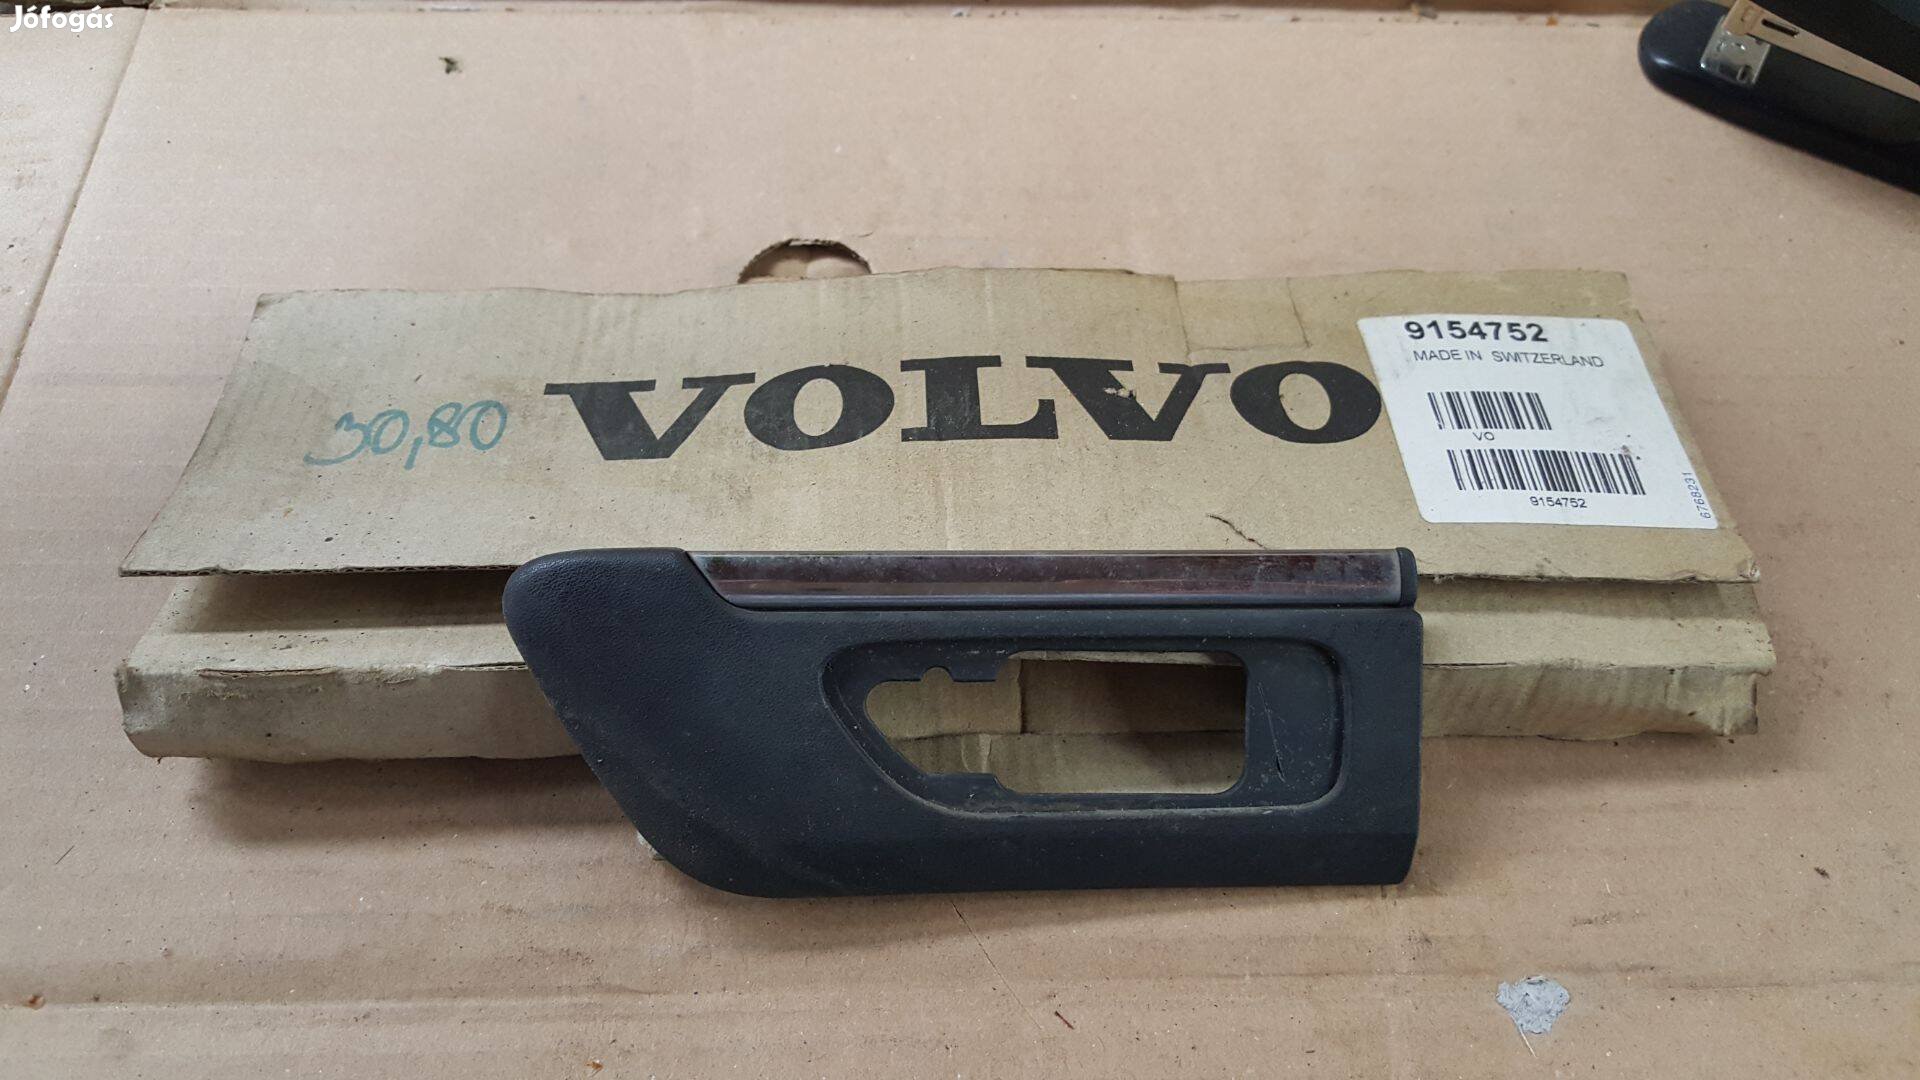 Jófogás
30,80
VOLVO
9154752
MADE IN SWITZERLAND
VO
9154752
6768231